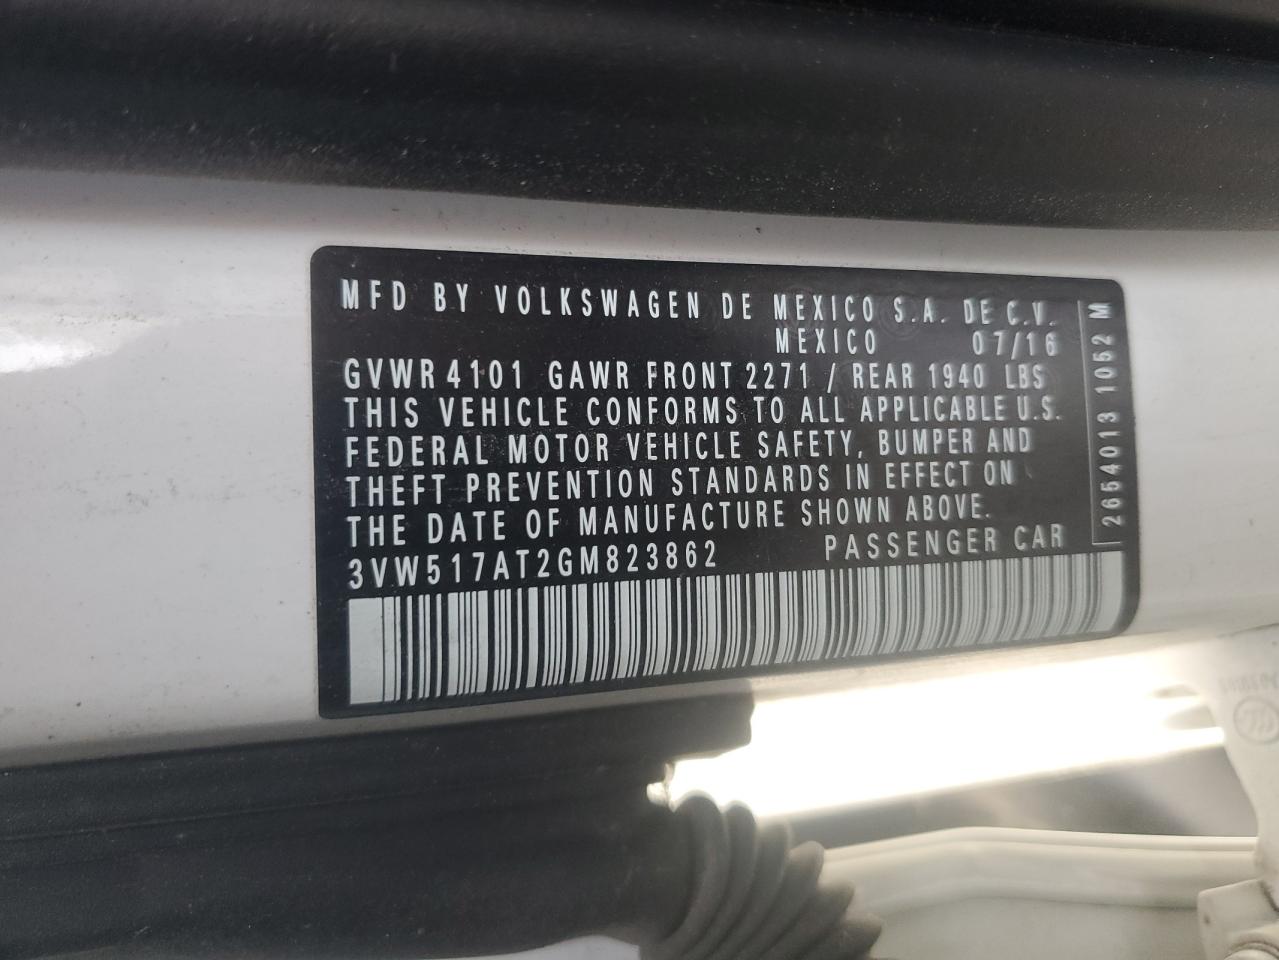 MFD BY VOLKSWAGEN DE MEXICO S.A. DE C.V.
MEXICO 07/16
GVWR 4101 GAWR FRONT 2271 / REAR 1940 LBS
THIS VEHICLE CONFORMS TO ALL APPLICABLE U.S.
FEDERAL MOTOR VEHICLE SAFETY, BUMPER AND
THEFT PREVENTION STANDARDS IN EFFECT ON
THE DATE OF MANUFACTURE SHOWN ABOVE.
3VW517AT2GM823862 PASSENGER CAR
2654013 1052 M